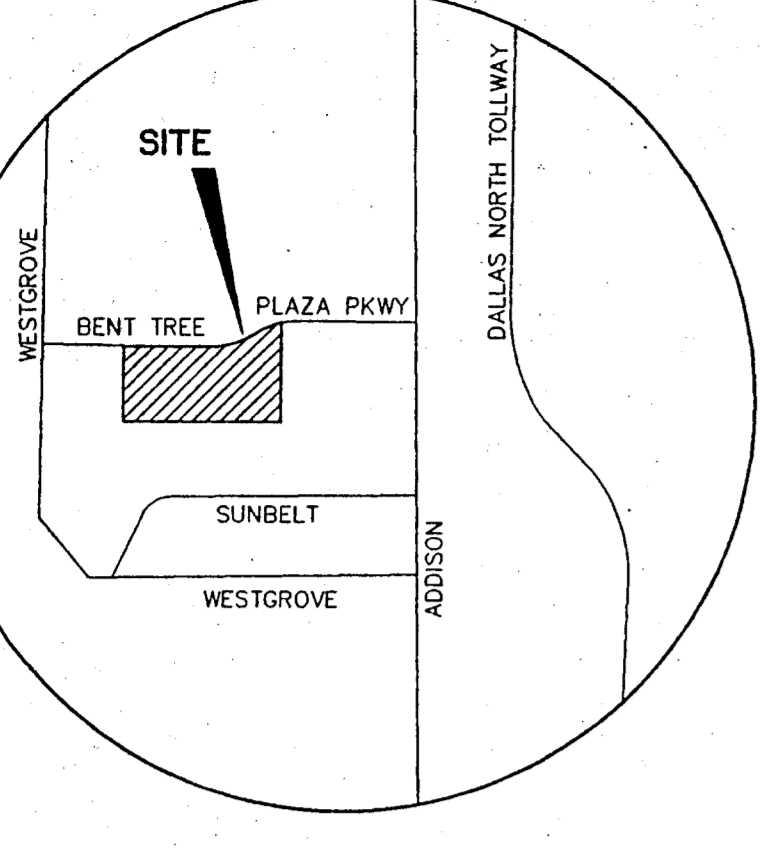 SITE
DALLAS NORTH TOLLWAY
WESTGROVE
PLAZA PKWY
BENT TREE
SUNBELT
ADDISON
WESTGROVE